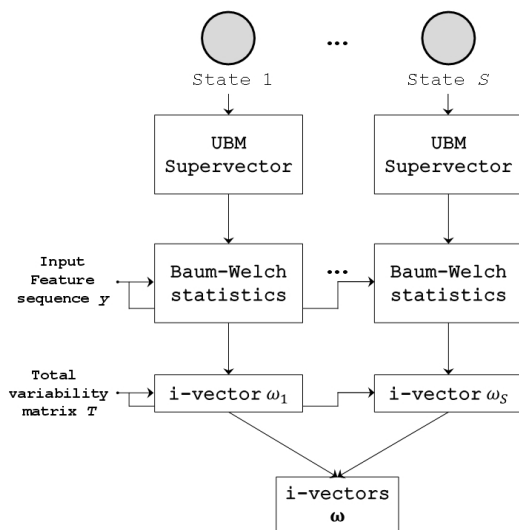 ...
State 1
State S
UBM
Supervector
UBM
Supervector
Input
Feature
sequence y
Baum-Welch
statistics
...
Baum-Welch
statistics
Total
variability
matrix T
i-vector ω₁
i-vector ωS
i-vectors
ω